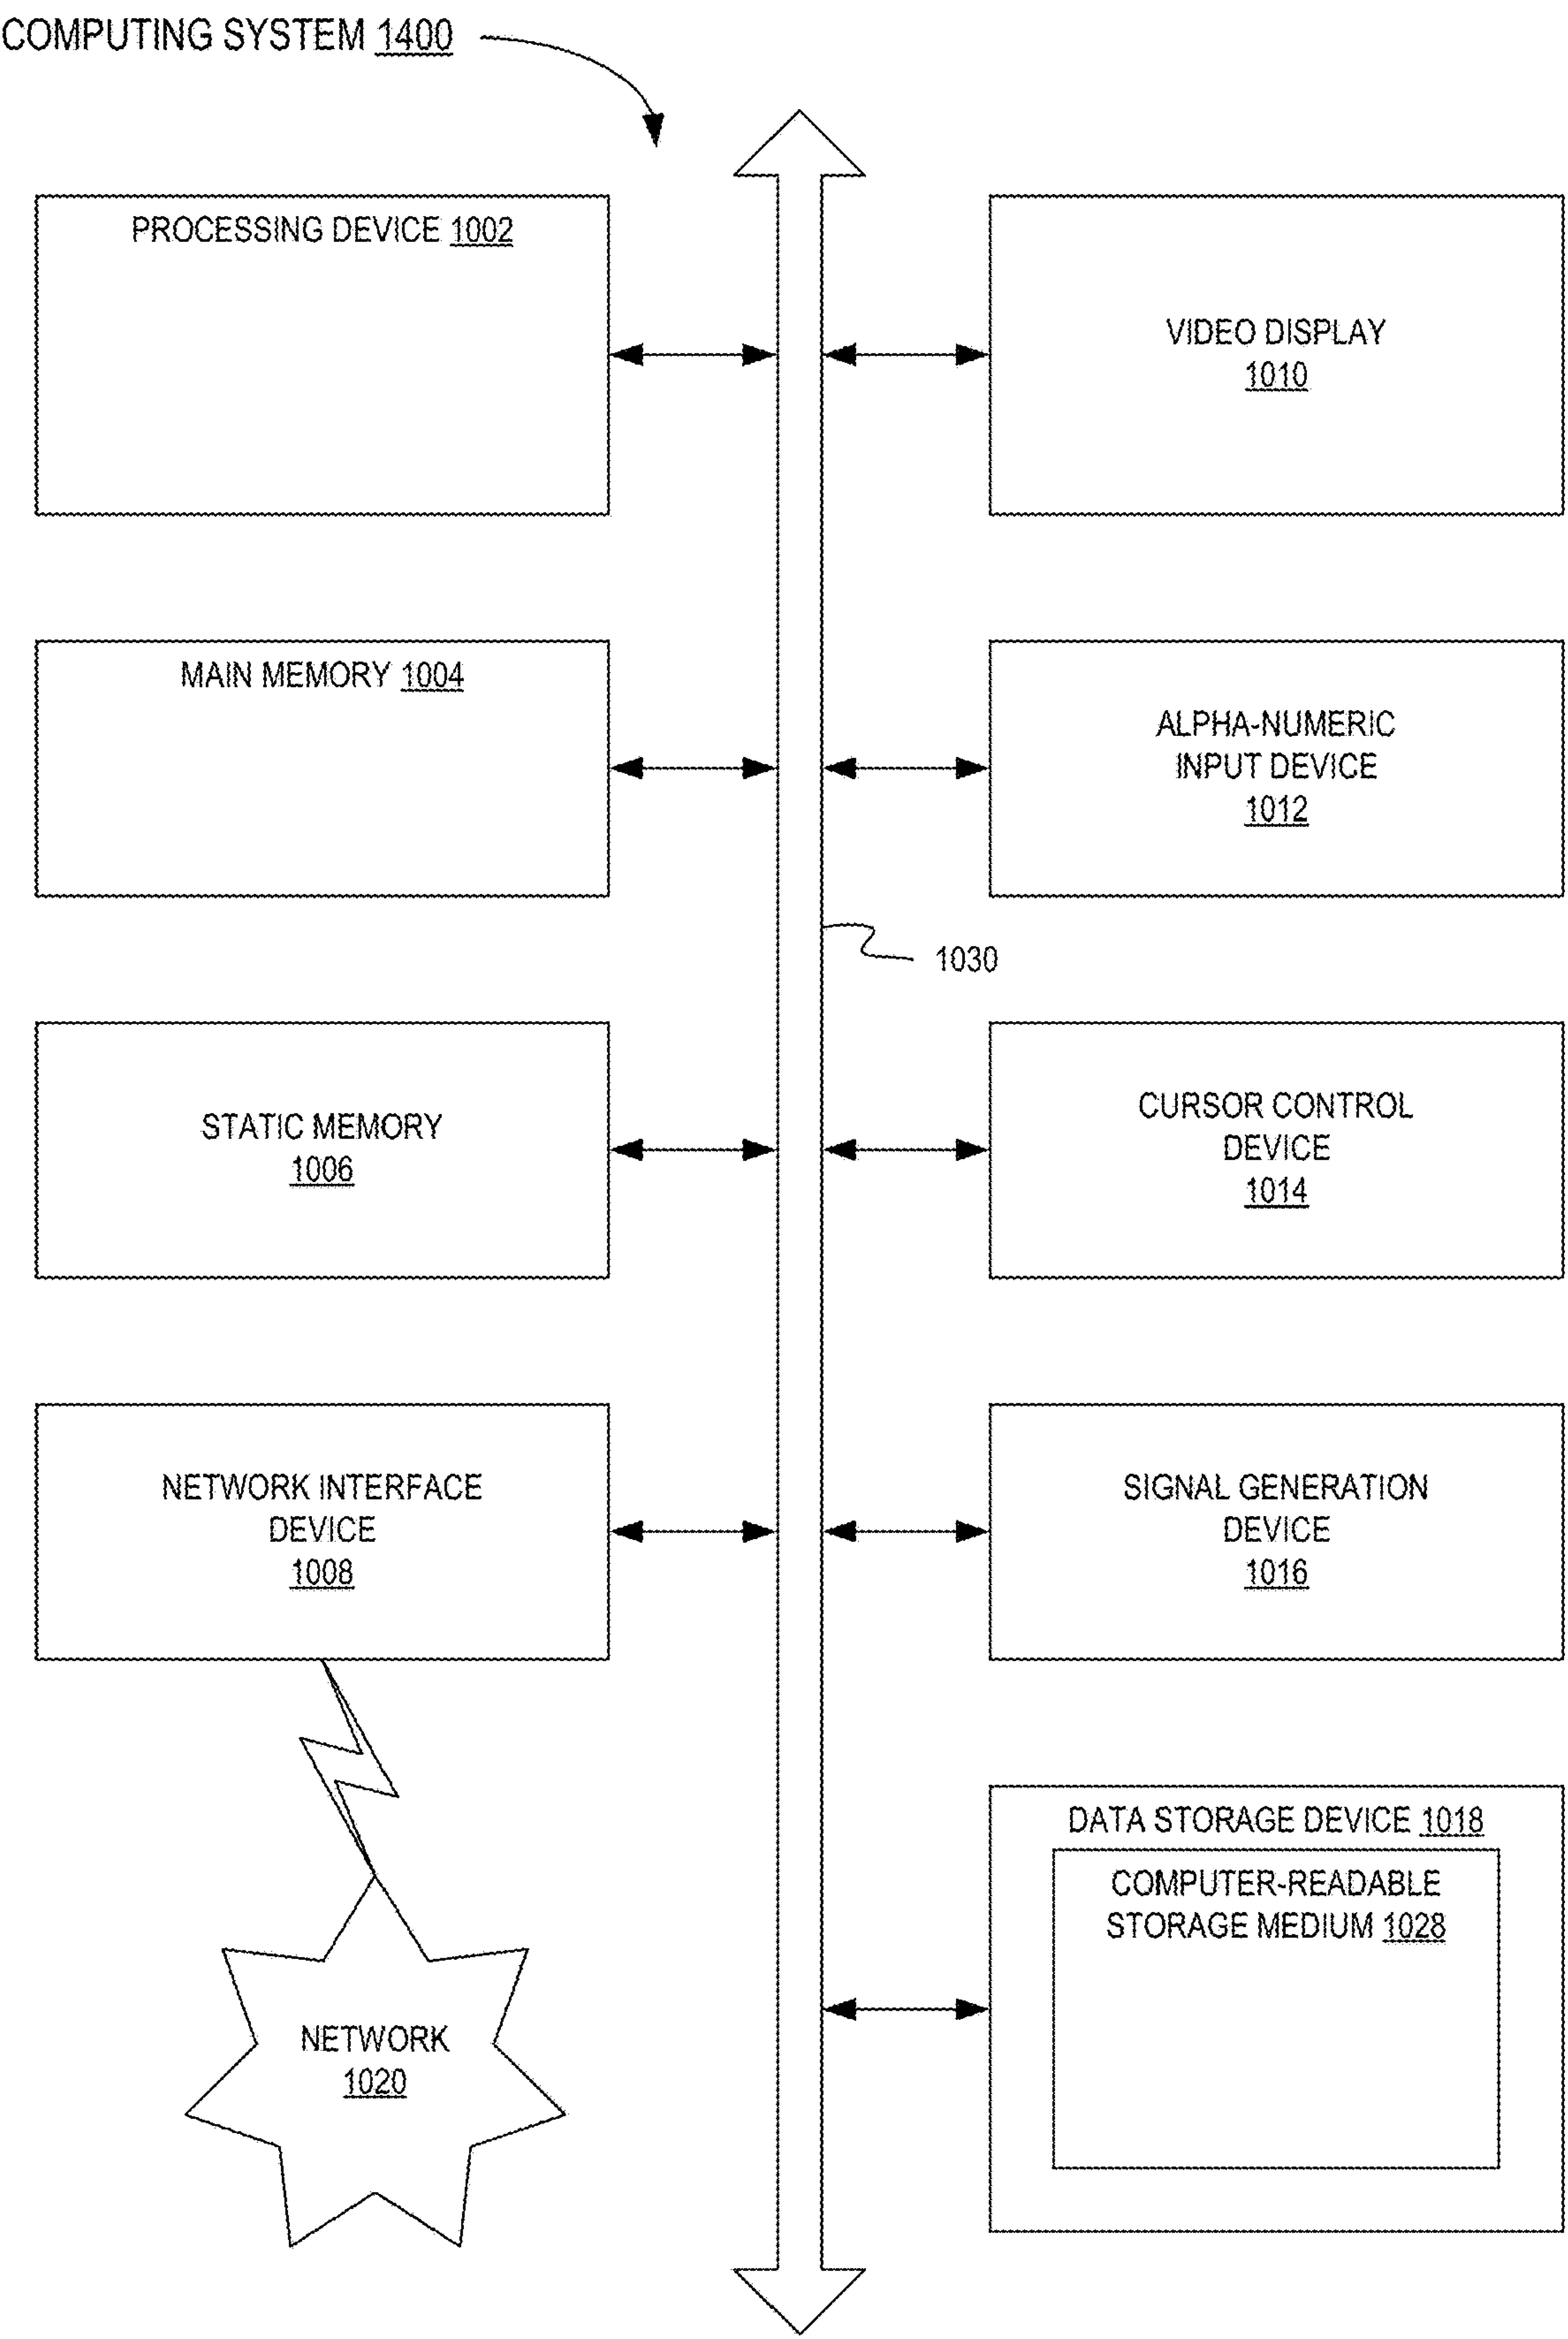 COMPUTING SYSTEM 1400
PROCESSING DEVICE 1002
VIDEO DISPLAY
1010
MAIN MEMORY 1004
ALPHA-NUMERIC
INPUT DEVICE
1012
1030
STATIC MEMORY
1006
CURSOR CONTROL
DEVICE
1014
NETWORK INTERFACE
DEVICE
1008
SIGNAL GENERATION
DEVICE
1016
DATA STORAGE DEVICE 1018
COMPUTER-READABLE
STORAGE MEDIUM 1028
NETWORK
1020